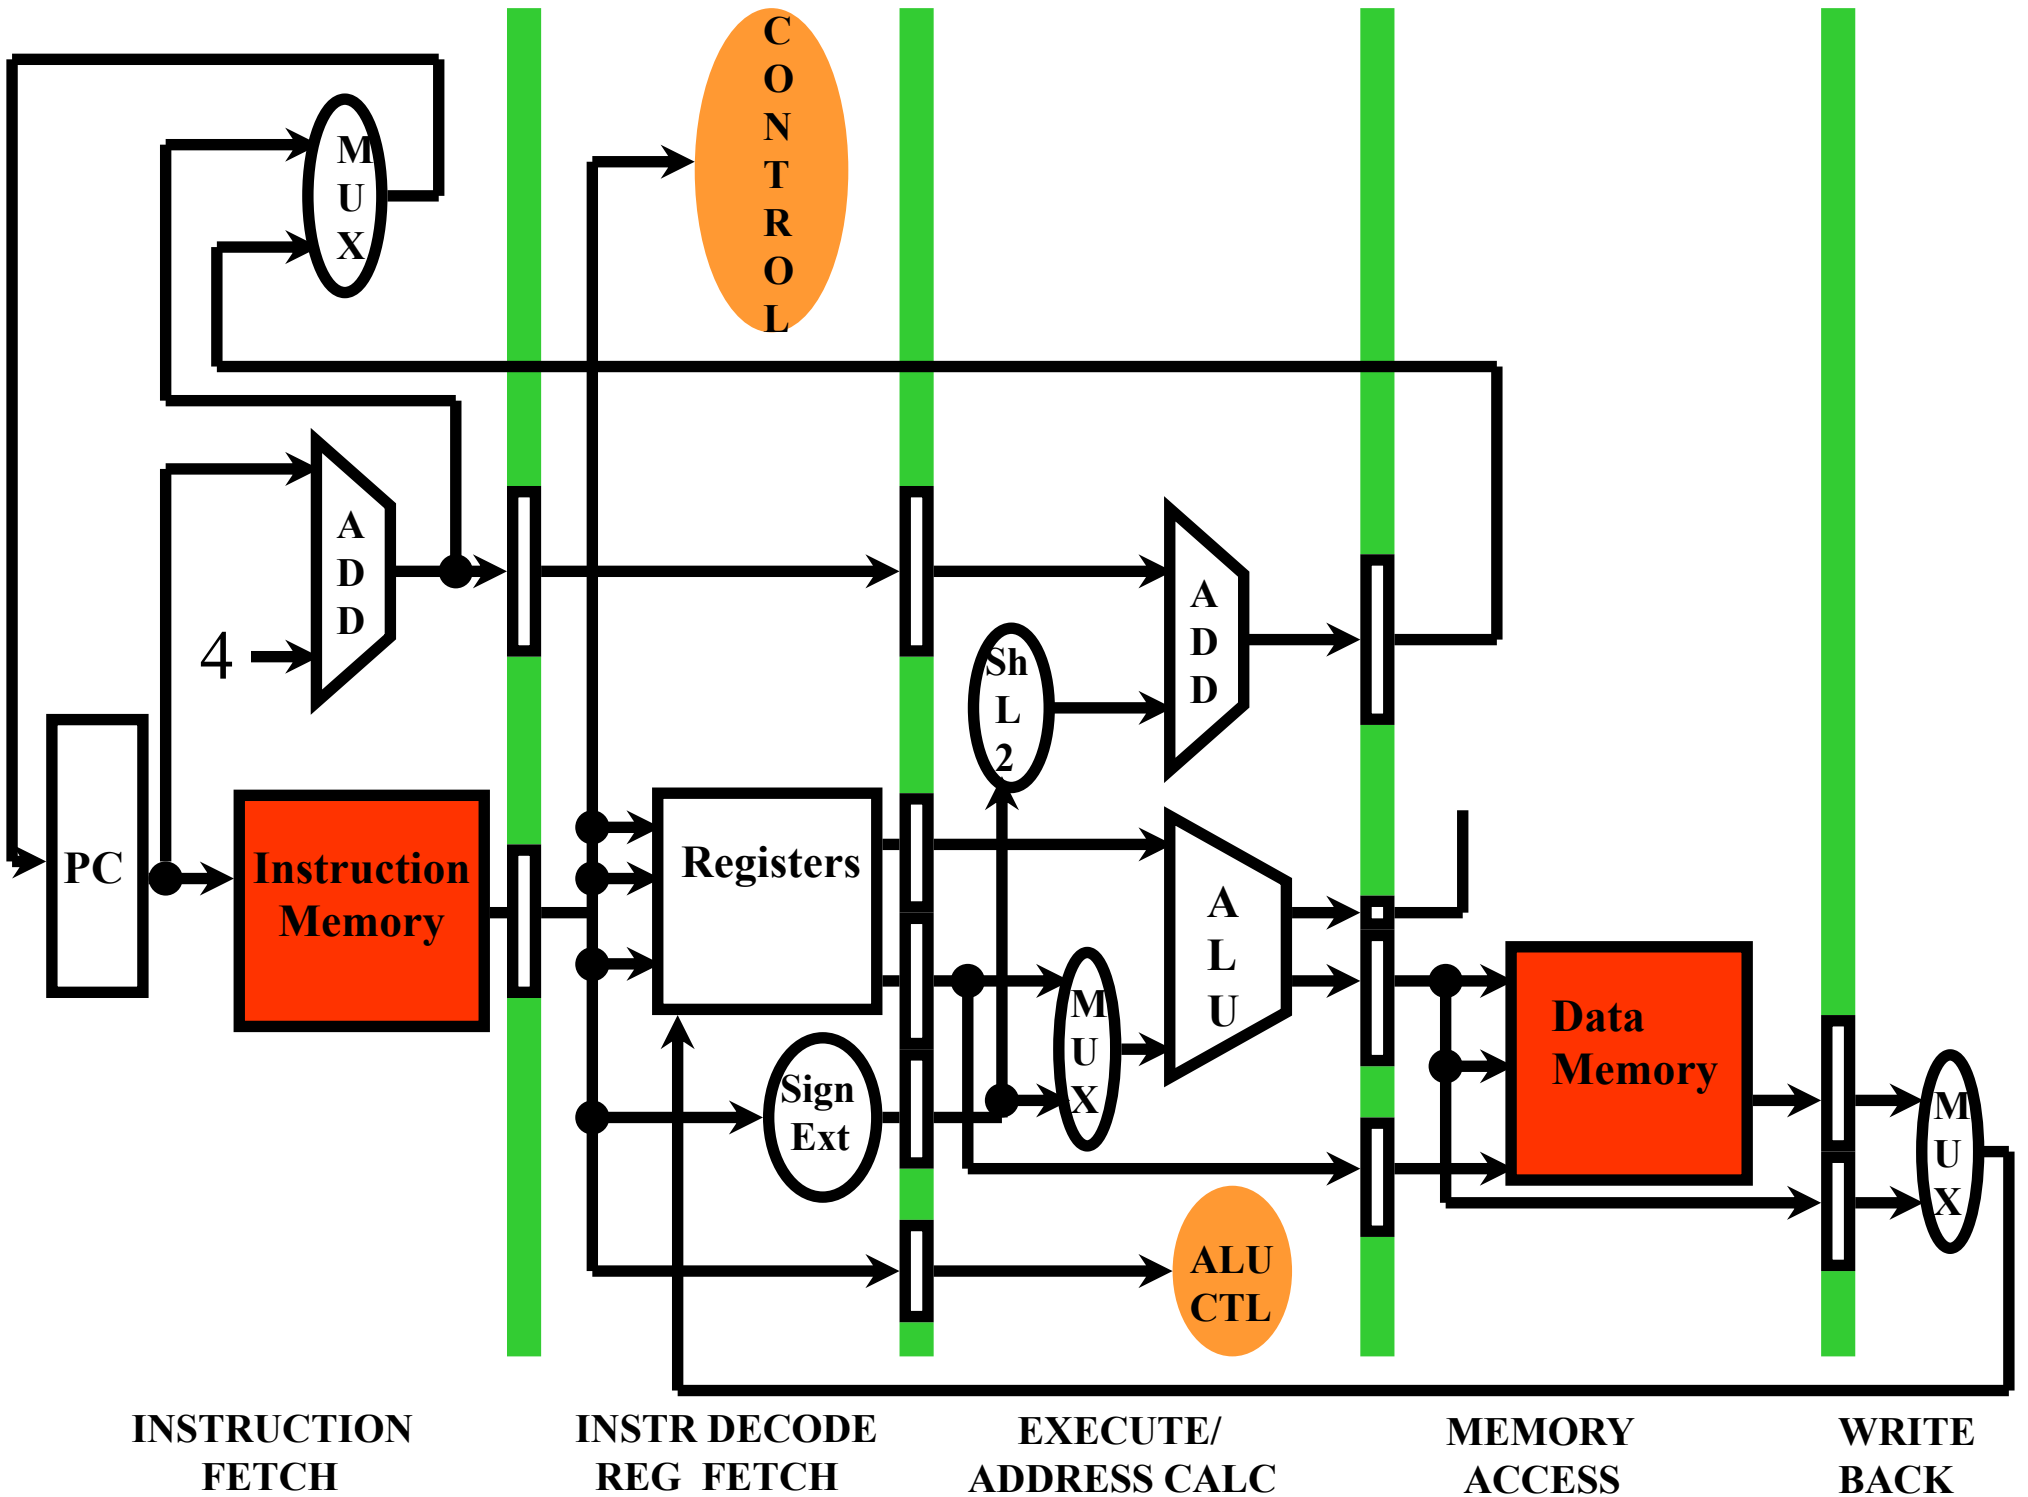 C
O
N
T
R
O
L
M
U
X
A
D
D
4
A
D
D
Sh
L
2
PC
Instruction
Memory
Registers
A
L
U
M
U
X
Data
Memory
Sign
Ext
M
U
X
ALU
CTL
INSTRUCTION
FETCH
INSTR DECODE
REG FETCH
EXECUTE/
ADDRESS CALC
MEMORY
ACCESS
WRITE
BACK